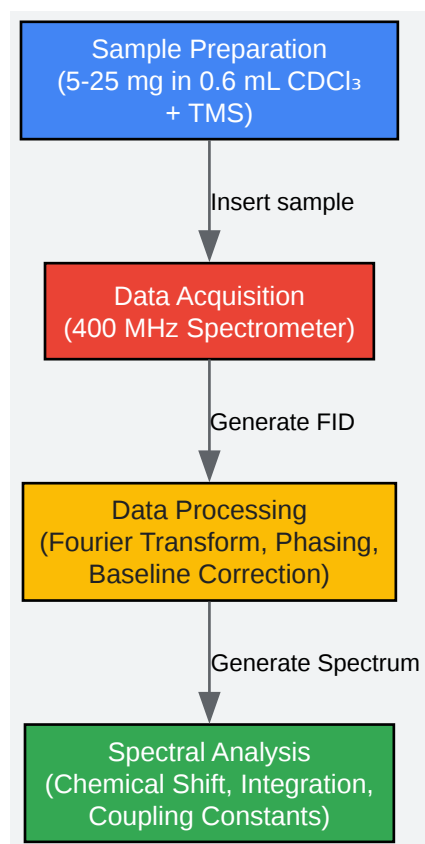 Sample Preparation
(5-25 mg in 0.6 mL CDCl₃
+ TMS)
Insert sample
Data Acquisition
(400 MHz Spectrometer)
Generate FID
Data Processing
(Fourier Transform, Phasing,
Baseline Correction)
Generate Spectrum
Spectral Analysis
(Chemical Shift, Integration,
Coupling Constants)